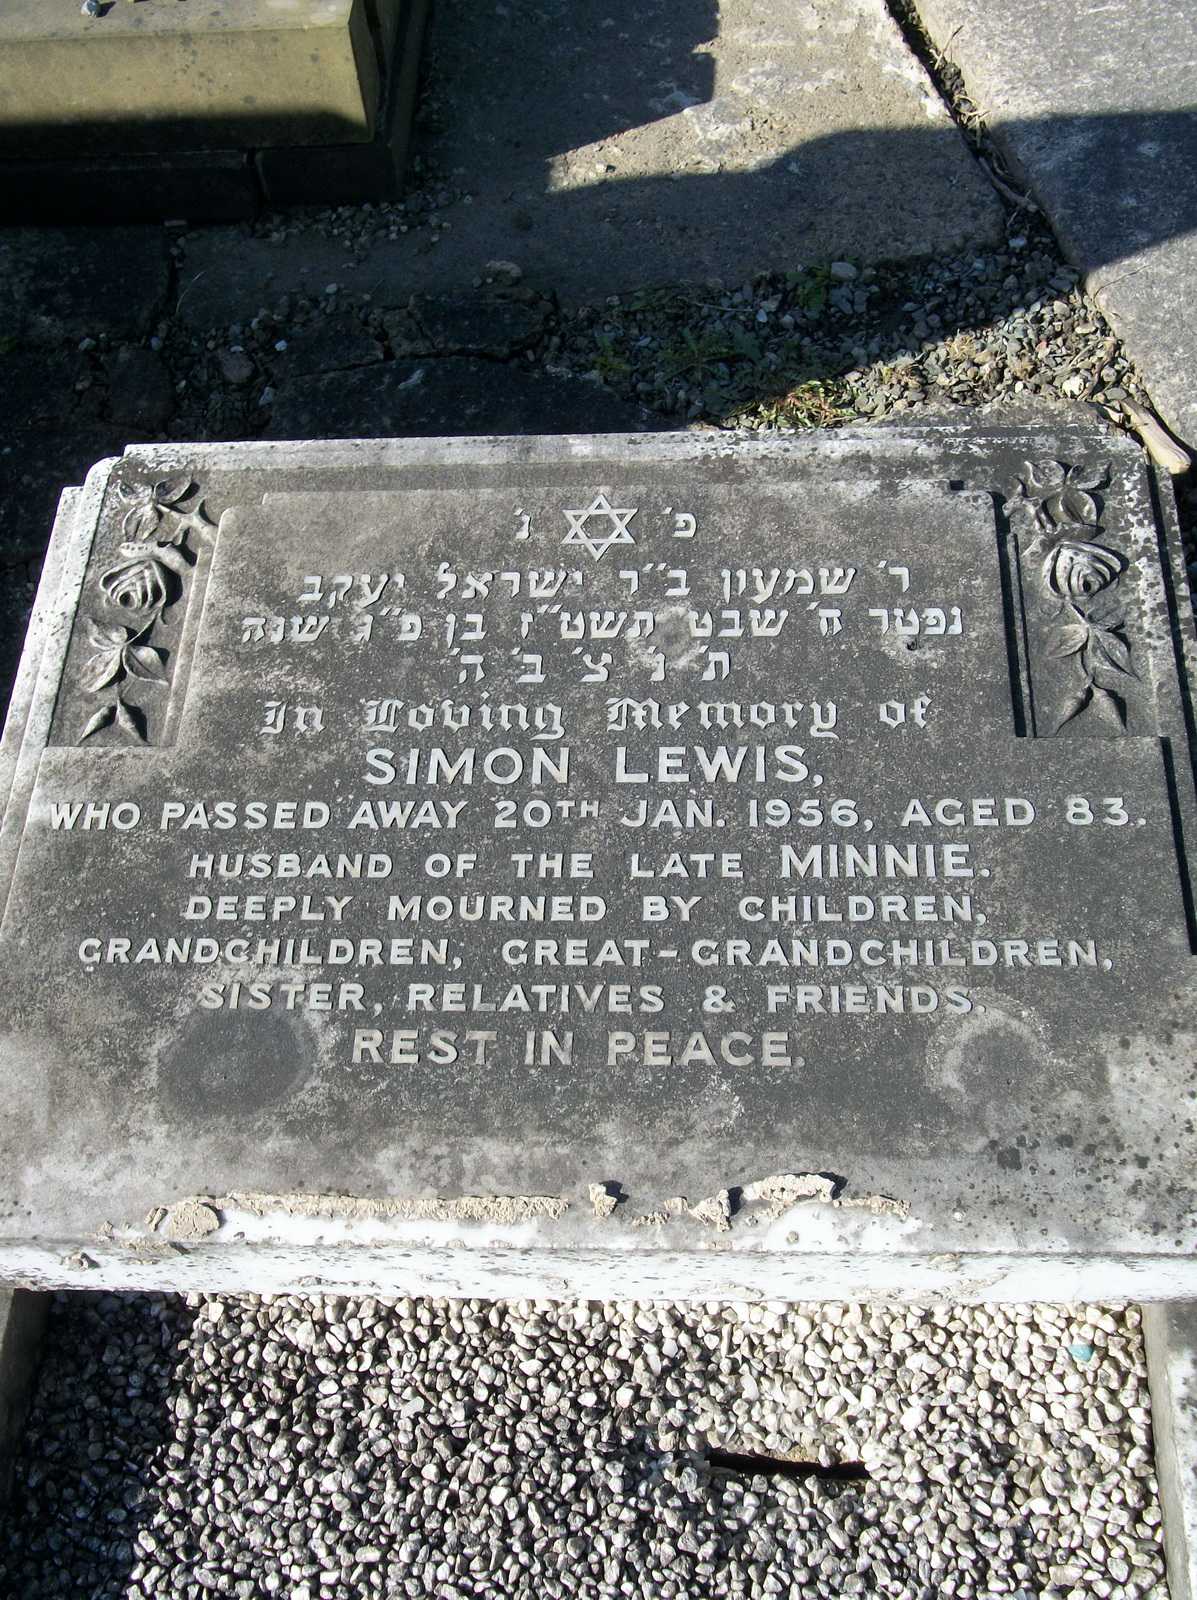 פ׳ נ׳
ר׳ שמעון ב״ר ישראל יעקב
נפטר ח׳ שבט תשט״ז בן פ״ג שנה
ת׳ נ׳ צ׳ ב׳ ה׳
In Loving Memory of
SIMON LEWIS,
WHO PASSED AWAY 20TH JAN. 1956, AGED 83.
HUSBAND OF THE LATE MINNIE.
DEEPLY MOURNED BY CHILDREN,
GRANDCHILDREN, GREAT-GRANDCHILDREN,
SISTER, RELATIVES & FRIENDS.
REST IN PEACE.